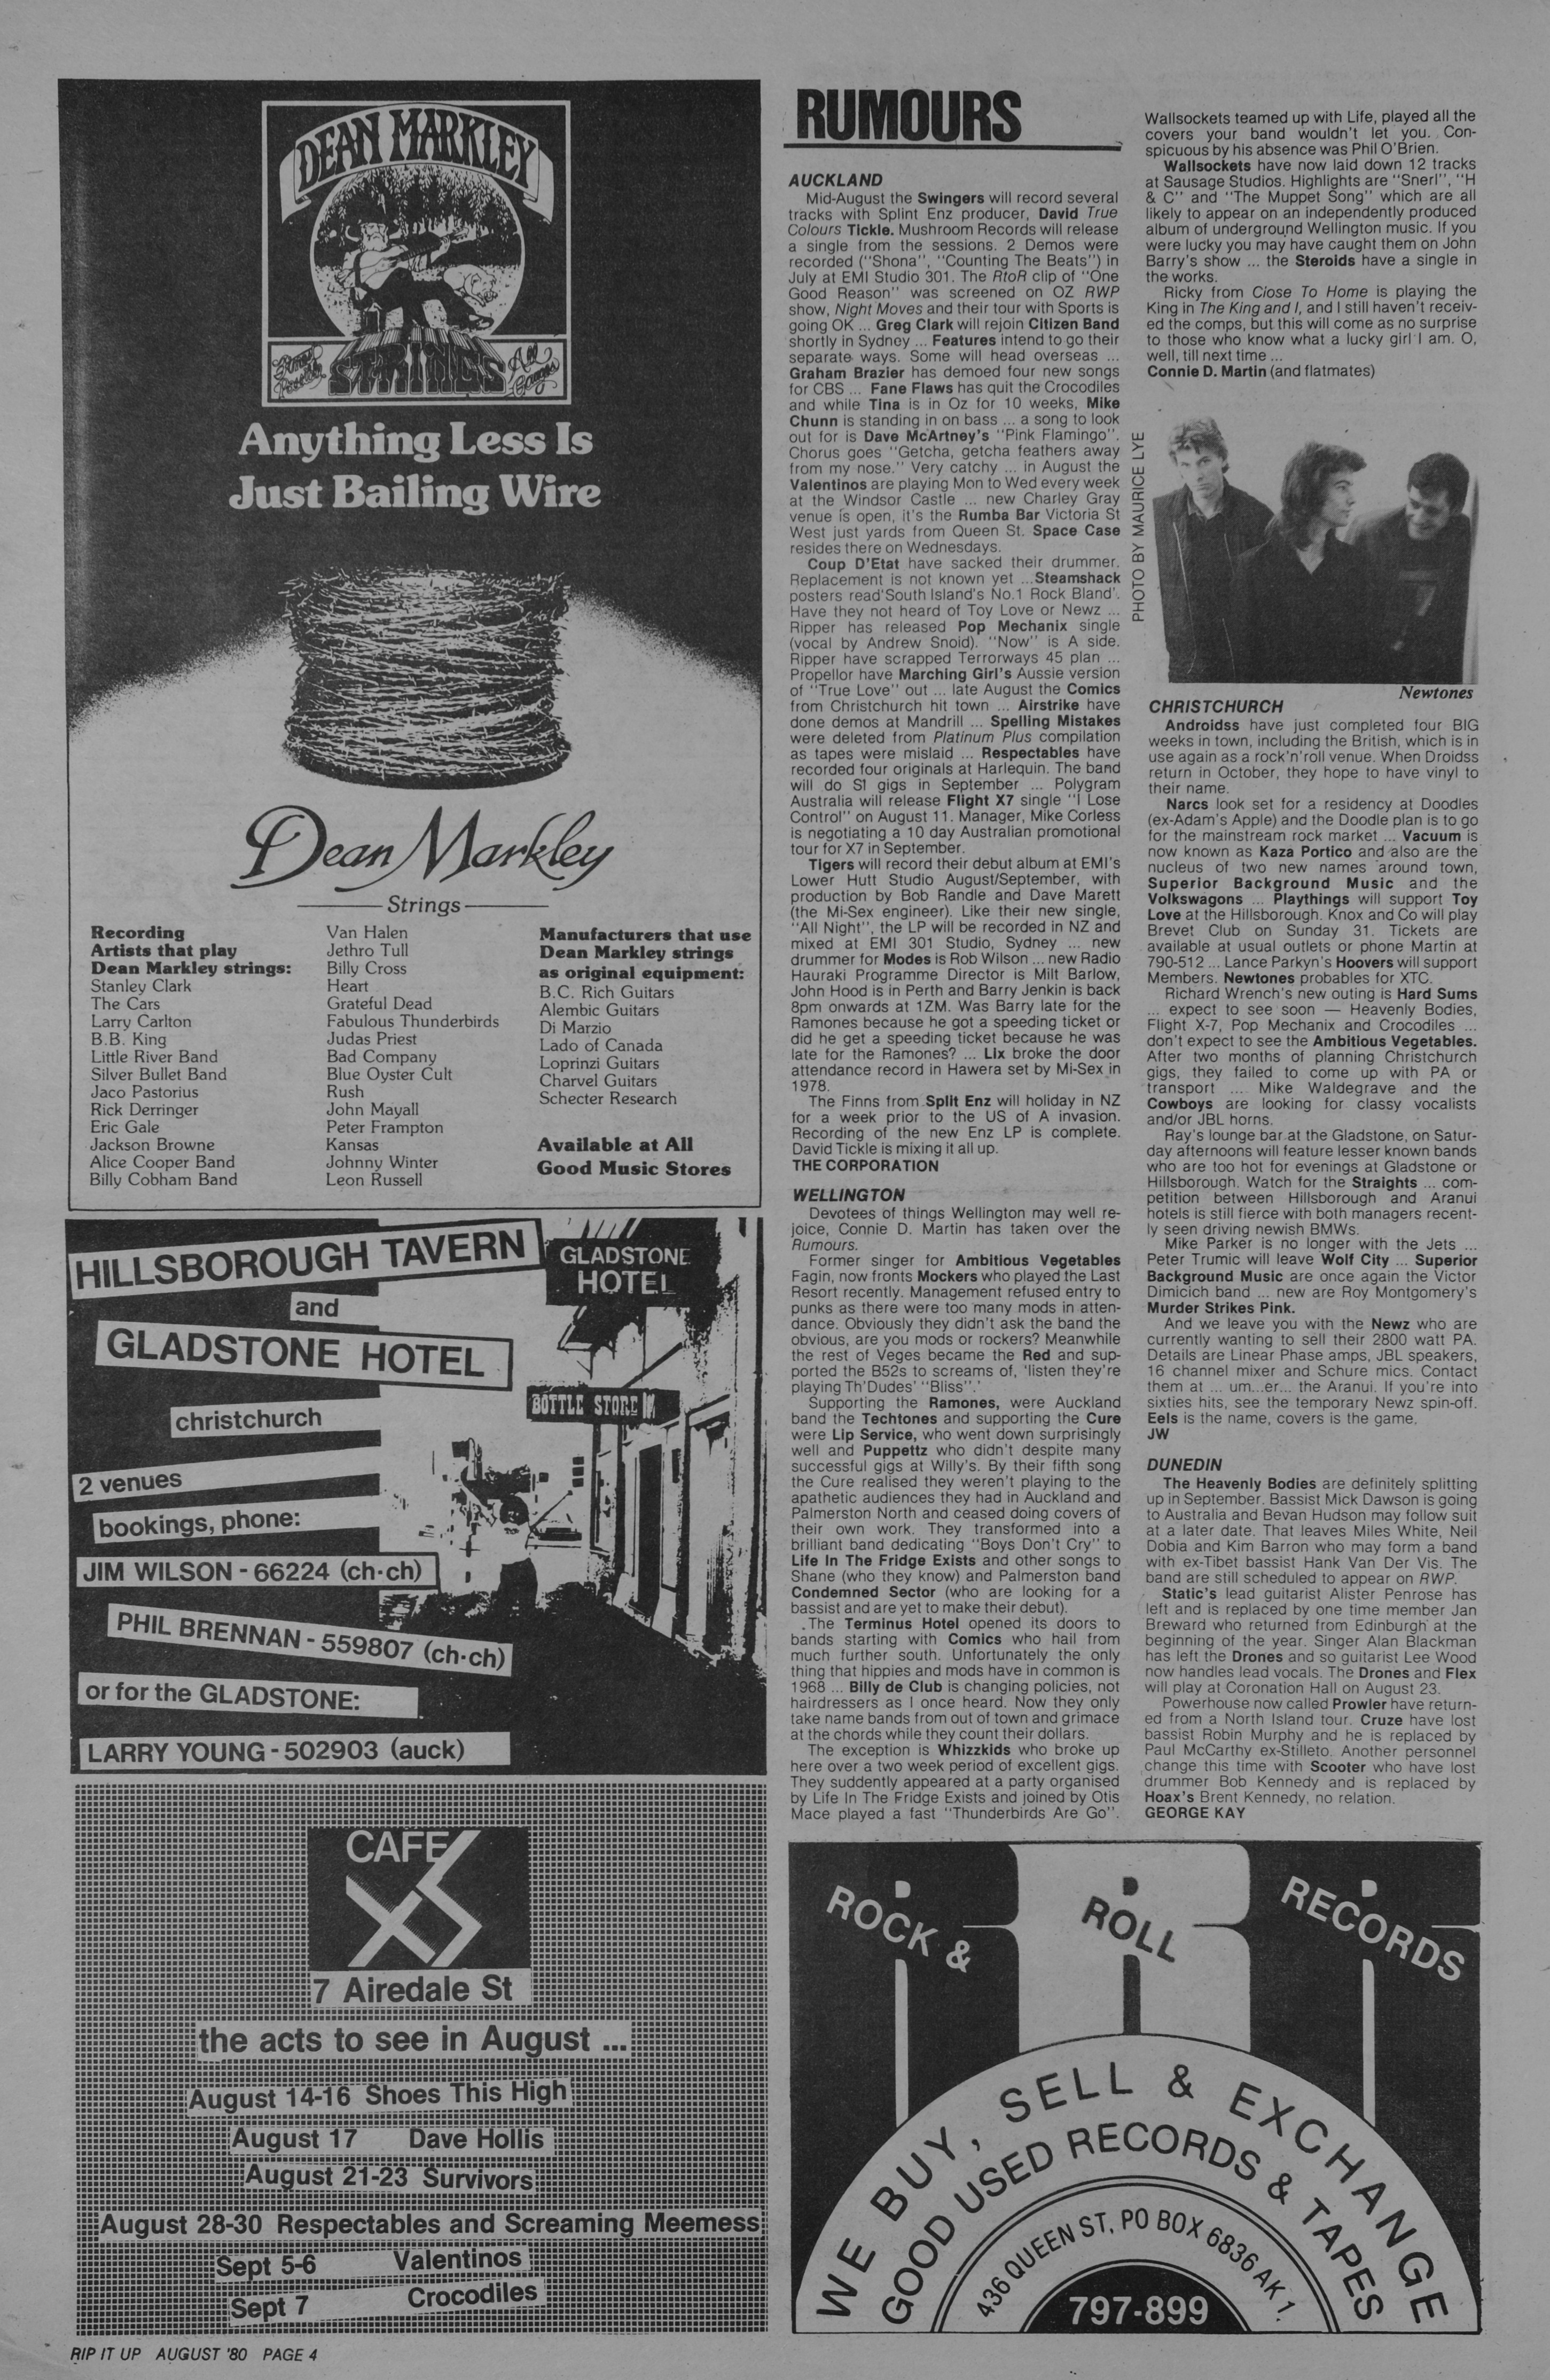 DEAN MARKLEY
STRINGS
Anything Less Is
Just Bailing Wire
Dean Markley
Strings
Recording
Artists that play
Dean Markley strings:
Stanley Clark
The Cars
Larry Carlton
B.B. King
Little River Band
Silver Bullet Band
Jaco Pastorius
Rick Derringer
Eric Gale
Jackson Browne
Alice Cooper Band
Billy Cobham Band
Van Halen
Jethro Tull
Billy Cross
Heart
Grateful Dead
Fabulous Thunderbirds
Judas Priest
Bad Company
Blue Oyster Cult
Rush
John Mayall
Peter Frampton
Kansas
Johnny Winter
Leon Russell
Manufacturers that use
Dean Markley strings
as original equipment:
B.C. Rich Guitars
Alembic Guitars
Di Marzio
Lado of Canada
Loprinzi Guitars
Charvel Guitars
Schecter Research
Available at All
Good Music Stores
HILLSBOROUGH TAVERN
and
GLADSTONE HOTEL
christchurch
2 venues
bookings, phone:
JIM WILSON - 66224 (ch·ch)
PHIL BRENNAN - 559807 (ch·ch)
or for the GLADSTONE:
LARRY YOUNG - 502903 (auck)
GLADSTONE
HOTEL
BOTTLE STORE
CAFE
XS
7 Airedale St
the acts to see in August ...
August 14-16 Shoes This High
August 17 Dave Hollis
August 21-23 Survivors
August 28-30 Respectables and Screaming Meemess
Sept 5-6 Valentinos
Sept 7 Crocodiles
RUMOURS
AUCKLAND
Mid-August the Swingers will record several
tracks with Splint Enz producer, David True
Colours Tickle. Mushroom Records will release
a single from the sessions. 2 Demos were
recorded ("Shona", "Counting The Beats") in
July at EMI Studio 301. The RtoR clip of "One
Good Reason" was screened on OZ RWP
show, Night Moves and their tour with Sports is
going OK ... Greg Clark will rejoin Citizen Band
shortly in Sydney ... Features intend to go their
separate ways. Some will head overseas ...
Graham Brazier has demoed four new songs
for CBS ... Fane Flaws has quit the Crocodiles
and while Tina is in Oz for 10 weeks, Mike
Chunn is standing in on bass ... a song to look
out for is Dave McArtney's "Pink Flamingo".
Chorus goes "Getcha, getcha feathers away
from my nose." Very catchy ... in August the
Valentinos are playing Mon to Wed every week
at the Windsor Castle ... new Charley Gray
venue is open, it's the Rumba Bar Victoria St
West just yards from Queen St. Space Case
resides there on Wednesdays.
Coup D'Etat have sacked their drummer.
Replacement is not known yet ...Steamshack
posters read'South Island's No.1 Rock Bland'.
Have they not heard of Toy Love or Newz ...
Ripper has released Pop Mechanix single
(vocal by Andrew Snoid). "Now" is A side.
Ripper have scrapped Terrorways 45 plan ...
Propellor have Marching Girl's Aussie version
of "True Love" out ... late August the Comics
from Christchurch hit town ... Airstrike have
done demos at Mandrill ... Spelling Mistakes
were deleted from Platinum Plus compilation
as tapes were mislaid ... Respectables have
recorded four originals at Harlequin. The band
will do SI gigs in September ... Polygram
Australia will release Flight X7 single "I Lose
Control" on August 11. Manager, Mike Corless
is negotiating a 10 day Australian promotional
tour for X7 in September.
Tigers will record their debut album at EMI's
Lower Hutt Studio August/September, with
production by Bob Randle and Dave Marett
(the Mi-Sex engineer). Like their new single,
"All Night", the LP will be recorded in NZ and
mixed at EMI 301 Studio, Sydney ... new
drummer for Modes is Rob Wilson ... new Radio
Hauraki Programme Director is Milt Barlow,
John Hood is in Perth and Barry Jenkin is back
8pm onwards at 1ZM. Was Barry late for the
Ramones because he got a speeding ticket or
did he get a speeding ticket because he was
late for the Ramones? ... Lix broke the door
attendance record in Hawera set by Mi-Sex in
1978.
The Finns from Split Enz will holiday in NZ
for a week prior to the US of A invasion.
Recording of the new Enz LP is complete.
David Tickle is mixing it all up.
THE CORPORATION
WELLINGTON
Devotees of things Wellington may well re-
joice, Connie D. Martin has taken over the
Rumours.
Former singer for Ambitious Vegetables
Fagin, now fronts Mockers who played the Last
Resort recently. Management refused entry to
punks as there were too many mods in atten-
dance. Obviously they didn't ask the band the
obvious, are you mods or rockers? Meanwhile
the rest of Veges became the Red and sup-
ported the B52s to screams of, 'listen they're
playing Th'Dudes' "Bliss".'
Supporting the Ramones, were Auckland
band the Techtones and supporting the Cure
were Lip Service, who went down surprisingly
well and Puppettz who didn't despite many
successful gigs at Willy's. By their fifth song
the Cure realised they weren't playing to the
apathetic audiences they had in Auckland and
Palmerston North and ceased doing covers of
their own work. They transformed into a
brilliant band dedicating "Boys Don't Cry" to
Life In The Fridge Exists and other songs to
Shane (who they know) and Palmerston band
Condemned Sector (who are looking for a
bassist and are yet to make their debut).
The Terminus Hotel opened its doors to
bands starting with Comics who hail from
much further south. Unfortunately the only
thing that hippies and mods have in common is
1968 ... Billy de Club is changing policies, not
hairdressers as I once heard. Now they only
take name bands from out of town and grimace
at the chords while they count their dollars.
The exception is Whizzkids who broke up
here over a two week period of excellent gigs.
They suddently appeared at a party organised
by Life In The Fridge Exists and joined by Otis
Mace played a fast "Thunderbirds Are Go".
Wallsockets teamed up with Life, played all the
covers your band wouldn't let you. Con-
spicuous by his absence was Phil O'Brien.
Wallsockets have now laid down 12 tracks
at Sausage Studios. Highlights are "Snerl", "H
& C" and "The Muppet Song" which are all
likely to appear on an independently produced
album of underground Wellington music. If you
were lucky you may have caught them on John
Barry's show ... the Steroids have a single in
the works.
Ricky from Close To Home is playing the
King in The King and I, and I still haven't receiv-
ed the comps, but this will come as no surprise
to those who know what a lucky girl I am. O,
well, till next time ...
Connie D. Martin (and flatmates)
PHOTO BY MAURICE LYE
Newtones
CHRISTCHURCH
Androidss have just completed four BIG
weeks in town, including the British, which is in
use again as a rock'n'roll venue. When Droidss
return in October, they hope to have vinyl to
their name.
Narcs look set for a residency at Doodles
(ex-Adam's Apple) and the Doodle plan is to go
for the mainstream rock market ... Vacuum is
now known as Kaza Portico and also are the
nucleus of two new names around town,
Superior Background Music and the
Volkswagons ... Playthings will support Toy
Love at the Hillsborough. Knox and Co will play
Brevet Club on Sunday 31. Tickets are
available at usual outlets or phone Martin at
790-512 ... Lance Parkyn's Hoovers will support
Members. Newtones probables for XTC.
Richard Wrench's new outing is Hard Sums
... expect to see soon — Heavenly Bodies,
Flight X-7, Pop Mechanix and Crocodiles ...
don't expect to see the Ambitious Vegetables.
After two months of planning Christchurch
gigs, they failed to come up with PA or
transport .... Mike Waldegrave and the
Cowboys are looking for classy vocalists
and/or JBL horns.
Ray's lounge bar at the Gladstone, on Satur-
day afternoons will feature lesser known bands
who are too hot for evenings at Gladstone or
Hillsborough. Watch for the Straights ... com-
petition between Hillsborough and Aranui
hotels is still fierce with both managers recent-
ly seen driving newish BMWs.
Mike Parker is no longer with the Jets ...
Peter Trumic will leave Wolf City ... Superior
Background Music are once again the Victor
Dimicich band ... new are Roy Montgomery's
Murder Strikes Pink.
And we leave you with the Newz who are
currently wanting to sell their 2800 watt PA.
Details are Linear Phase amps, JBL speakers,
16 channel mixer and Schure mics. Contact
them at ... um...er... the Aranui. If you're into
sixties hits, see the temporary Newz spin-off.
Eels is the name, covers is the game.
JW
DUNEDIN
The Heavenly Bodies are definitely splitting
up in September. Bassist Mick Dawson is going
to Australia and Bevan Hudson may follow suit
at a later date. That leaves Miles White, Neil
Dobia and Kim Barron who may form a band
with ex-Tibet bassist Hank Van Der Vis. The
band are still scheduled to appear on RWP.
Static's lead guitarist Alister Penrose has
left and is replaced by one time member Jan
Breward who returned from Edinburgh at the
beginning of the year. Singer Alan Blackman
has left the Drones and so guitarist Lee Wood
now handles lead vocals. The Drones and Flex
will play at Coronation Hall on August 23.
Powerhouse now called Prowler have return-
ed from a North Island tour. Cruze have lost
bassist Robin Murphy and he is replaced by
Paul McCarthy ex-Stilleto. Another personnel
change this time with Scooter who have lost
drummer Bob Kennedy and is replaced by
Hoax's Brent Kennedy, no relation.
GEORGE KAY
ROCK & ROLL RECORDS
WE BUY, SELL & EXCHANGE
GOOD USED RECORDS & TAPES
436 QUEEN ST, PO BOX 6836 AK 1.
797-899
RIP IT UP AUGUST '80 PAGE 4